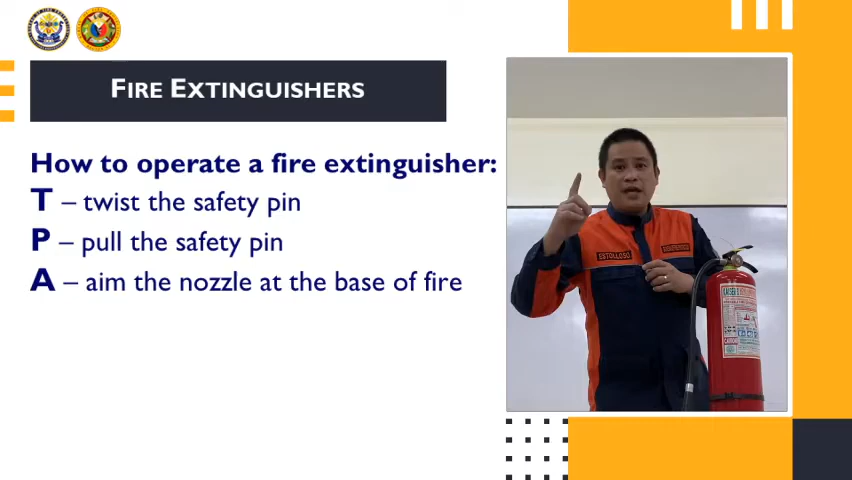 FIRE EXTINGUISHERS
How to operate a fire extinguisher:
T – twist the safety pin
P – pull the safety pin
A – aim the nozzle at the base of fire
ESTOLLOSO